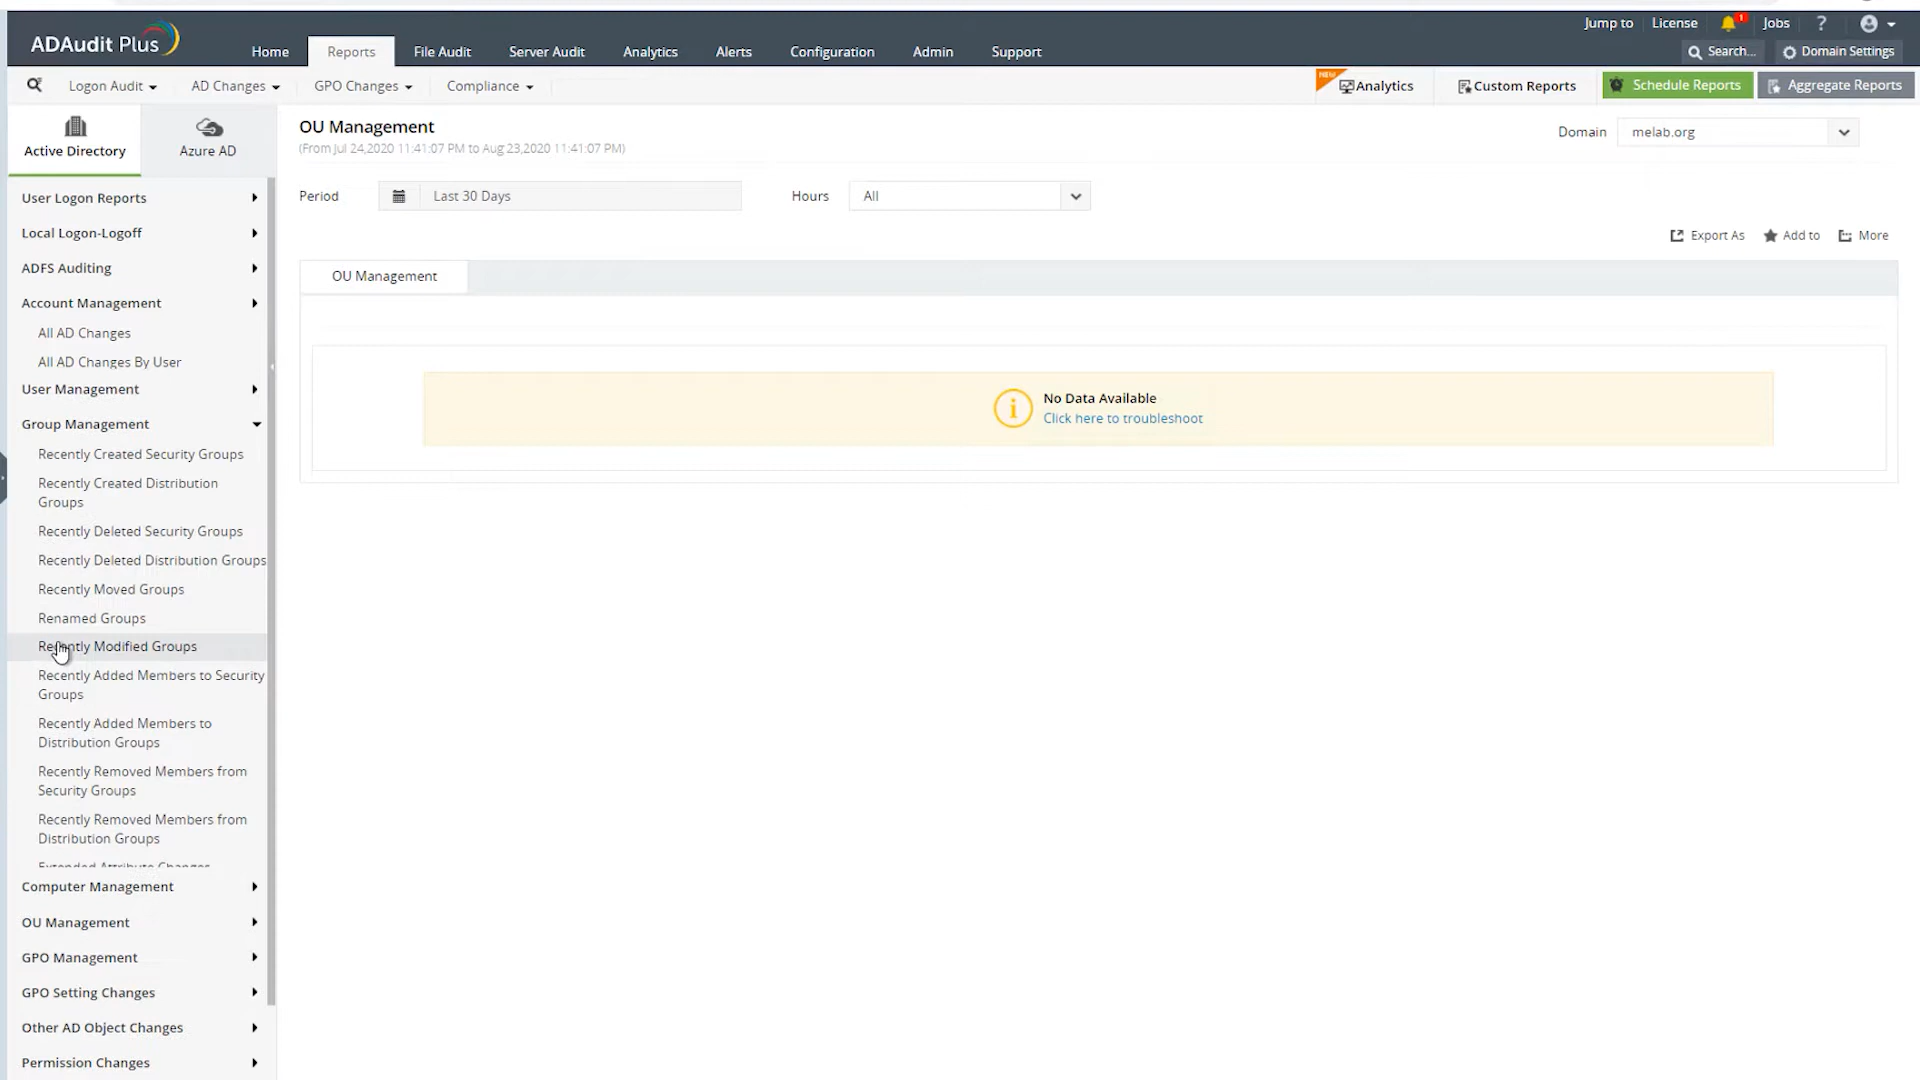 Jump to
License
1
Jobs
?
ADAudit Plus
Home
Reports
File Audit
Server Audit
Analytics
Alerts
Configuration
Admin
Support
Search...
Domain Settings
Logon Audit
AD Changes
GPO Changes
Compliance
NEW
Analytics
Custom Reports
Schedule Reports
Aggregate Reports
Active Directory
Azure AD
OU Management
(From Jul 24,2020 11:41:07 PM to Aug 23,2020 11:41:07 PM)
Domain
melab.org
Period
Last 30 Days
Hours
All
Export As
Add to
More
OU Management
i
No Data Available
Click here to troubleshoot
User Logon Reports
Local Logon-Logoff
ADFS Auditing
Account Management
All AD Changes
All AD Changes By User
User Management
Group Management
Recently Created Security Groups
Recently Created Distribution
Groups
Recently Deleted Security Groups
Recently Deleted Distribution Groups
Recently Moved Groups
Renamed Groups
Recently Modified Groups
Recently Added Members to Security
Groups
Recently Added Members to
Distribution Groups
Recently Removed Members from
Security Groups
Recently Removed Members from
Distribution Groups
Extended Attribute Changes
Computer Management
OU Management
GPO Management
GPO Setting Changes
Other AD Object Changes
Permission Changes